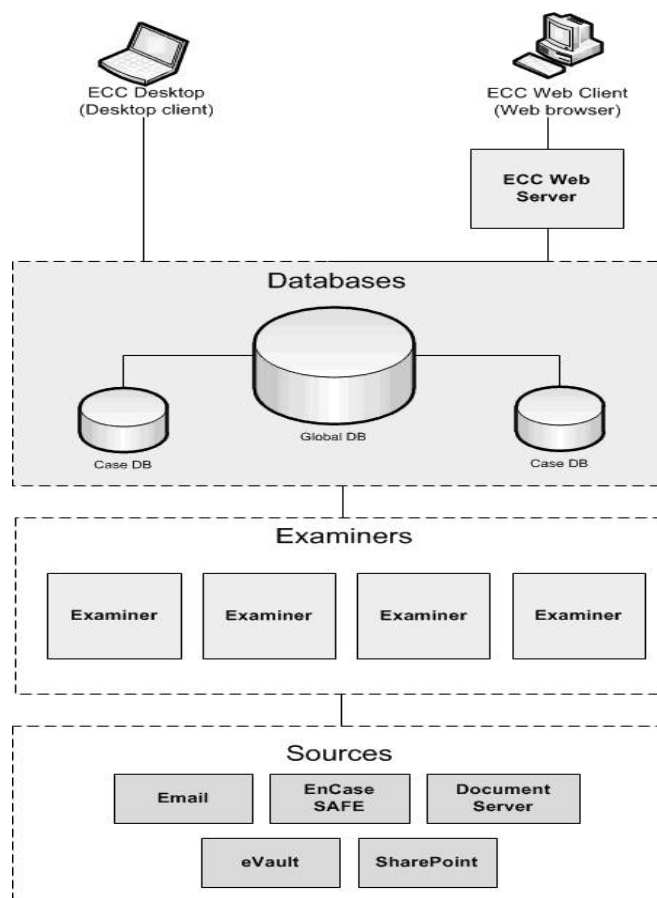 ECC Desktop
(Desktop client)
ECC Web Client
(Web browser)
ECC Web
Server
Databases
Global DB
Case DB
Case DB
Examiners
Examiner
Examiner
Examiner
Examiner
Sources
Email
EnCase
SAFE
Document
Server
eVault
SharePoint